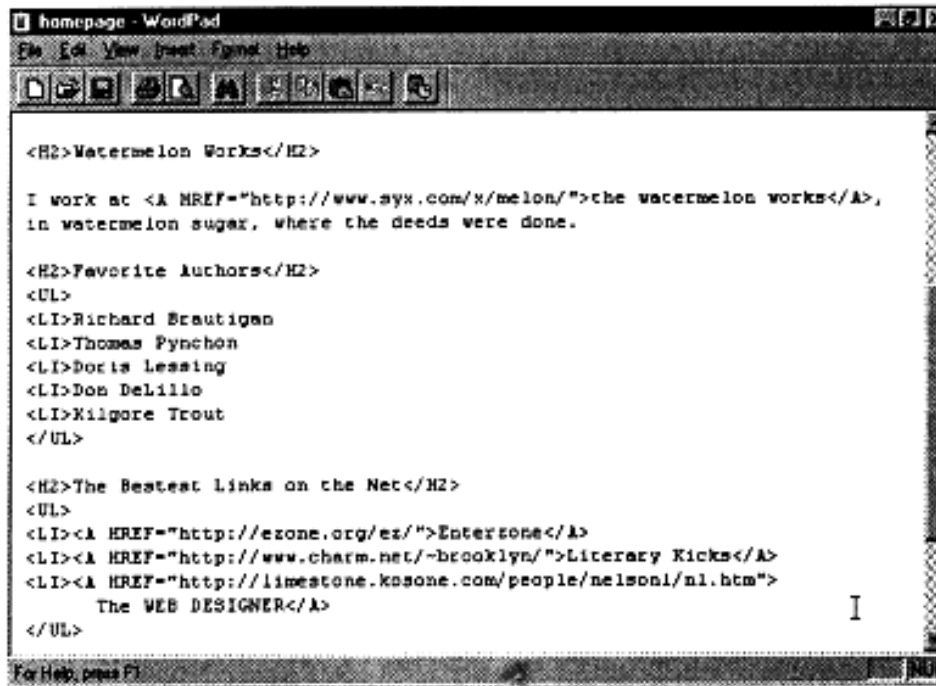 homepage - WordPad
File Edit View Insert Format Help
<H2>Watermelon Works</H2>
I work at <A HREF="http://www.syx.com/x/melon/">the watermelon works</A>,
in watermelon sugar, where the deeds were done.
<H2>Favorite Authors</H2>
<UL>
<LI>Richard Brautigan
<LI>Thomas Pynchon
<LI>Doris Lessing
<LI>Don DeLillo
<LI>Kilgore Trout
</UL>
<H2>The Bestest Links on the Net</H2>
<UL>
<LI><A HREF="http://ezone.org/ez/">Enterzone</A>
<LI><A HREF="http://www.charm.net/~brooklyn/">Literary Kicks</A>
<LI><A HREF="http://limestone.kosone.com/people/nelsonl/nl.htm">
The WEB DESIGNER</A>
</UL>
For Help, press F1